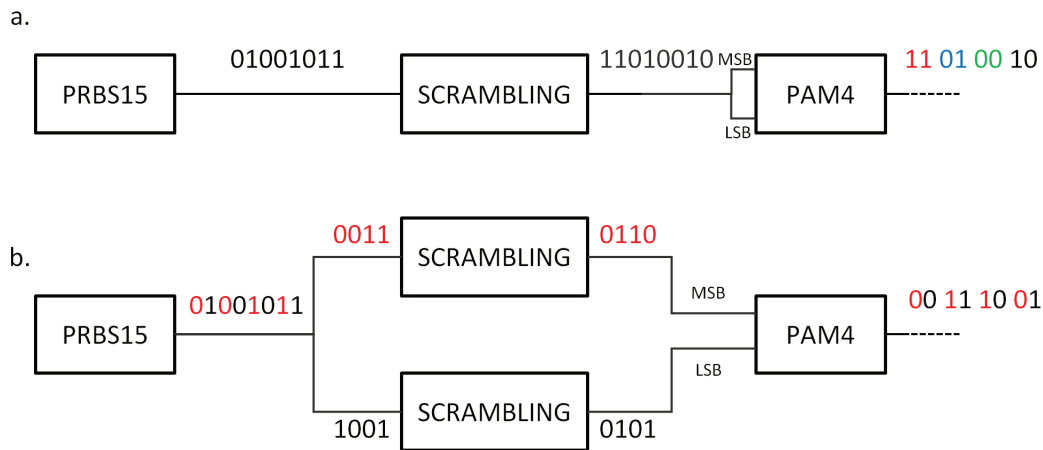 a.
01001011
11010010
MSB
11 01 00 10
PRBS15
SCRAMBLING
PAM4
LSB
b.
0011
SCRAMBLING
0110
01001011
MSB
00 11 10 01
PRBS15
PAM4
LSB
1001
SCRAMBLING
0101